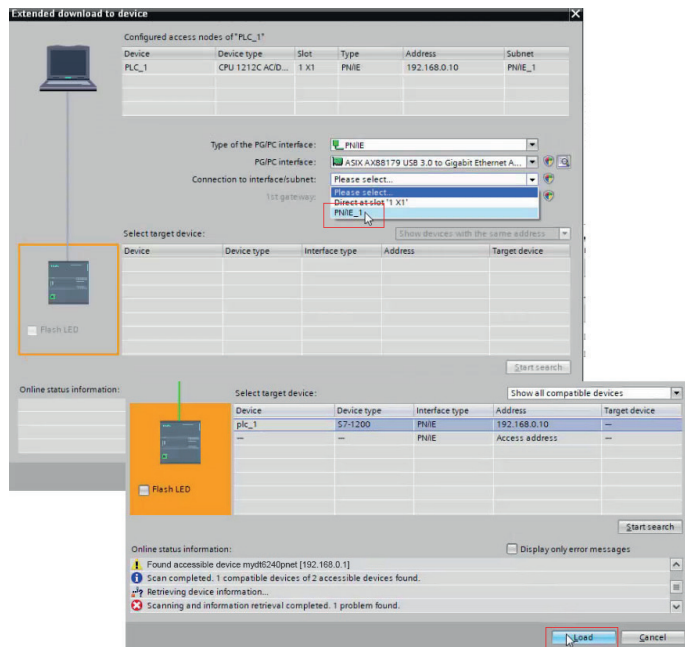 Extended download to device
Configured access nodes of "PLC_1"
Device Device type Slot Type Address Subnet
PLC_1 CPU 1212C AC/D... 1 X1 PN/IE 192.168.0.10 PN/IE_1
Type of the PG/PC interface: PN/IE
PG/PC interface: ASIX AX88179 USB 3.0 to Gigabit Ethernet A...
Connection to interface/subnet: Please select...
Please select...
1st gateway:
Direct at slot '1 X1'
PN/IE_1
Select target device: Show devices with the same address
Device Device type Interface type Address Target device
Flash LED
Start search
Online status information:
Select target device: Show all compatible devices
Device Device type Interface type Address Target device
plc_1 S7-1200 PN/IE 192.168.0.10 —
— — PN/IE Access address —
Flash LED
Start search
Online status information: Display only error messages
Found accessible device mydt6240pnet [192.168.0.1]
Scan completed. 1 compatible devices of 2 accessible devices found.
Retrieving device information...
Scanning and information retrieval completed. 1 problem found.
Load Cancel